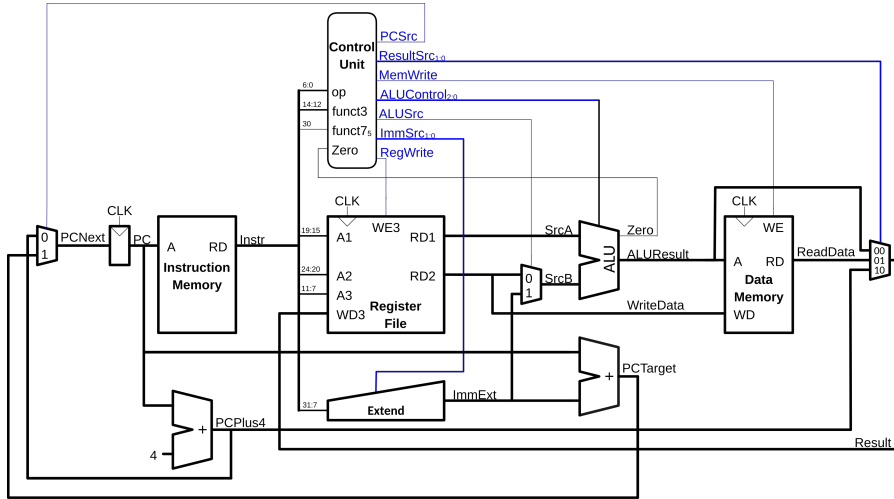 PCSrc
Control
Unit
ResultSrc1:0
MemWrite
6:0
op
ALUControl2:0
14:12
funct3
ALUSrc
30
funct75
ImmSrc1:0
Zero
RegWrite
CLK
CLK
CLK
0
1
PCNext
PC
A
RD
Instruction
Memory
Instr
19:15
A1
WE3
RD1
24:20
A2
RD2
11:7
A3
WD3
Register
File
0
1
SrcA
SrcB
ALU
Zero
ALUResult
WriteData
WE
A
RD
Data
Memory
WD
ReadData
00
01
10
PCTarget
+
31:7
Extend
ImmExt
PCPlus4
+
4
Result